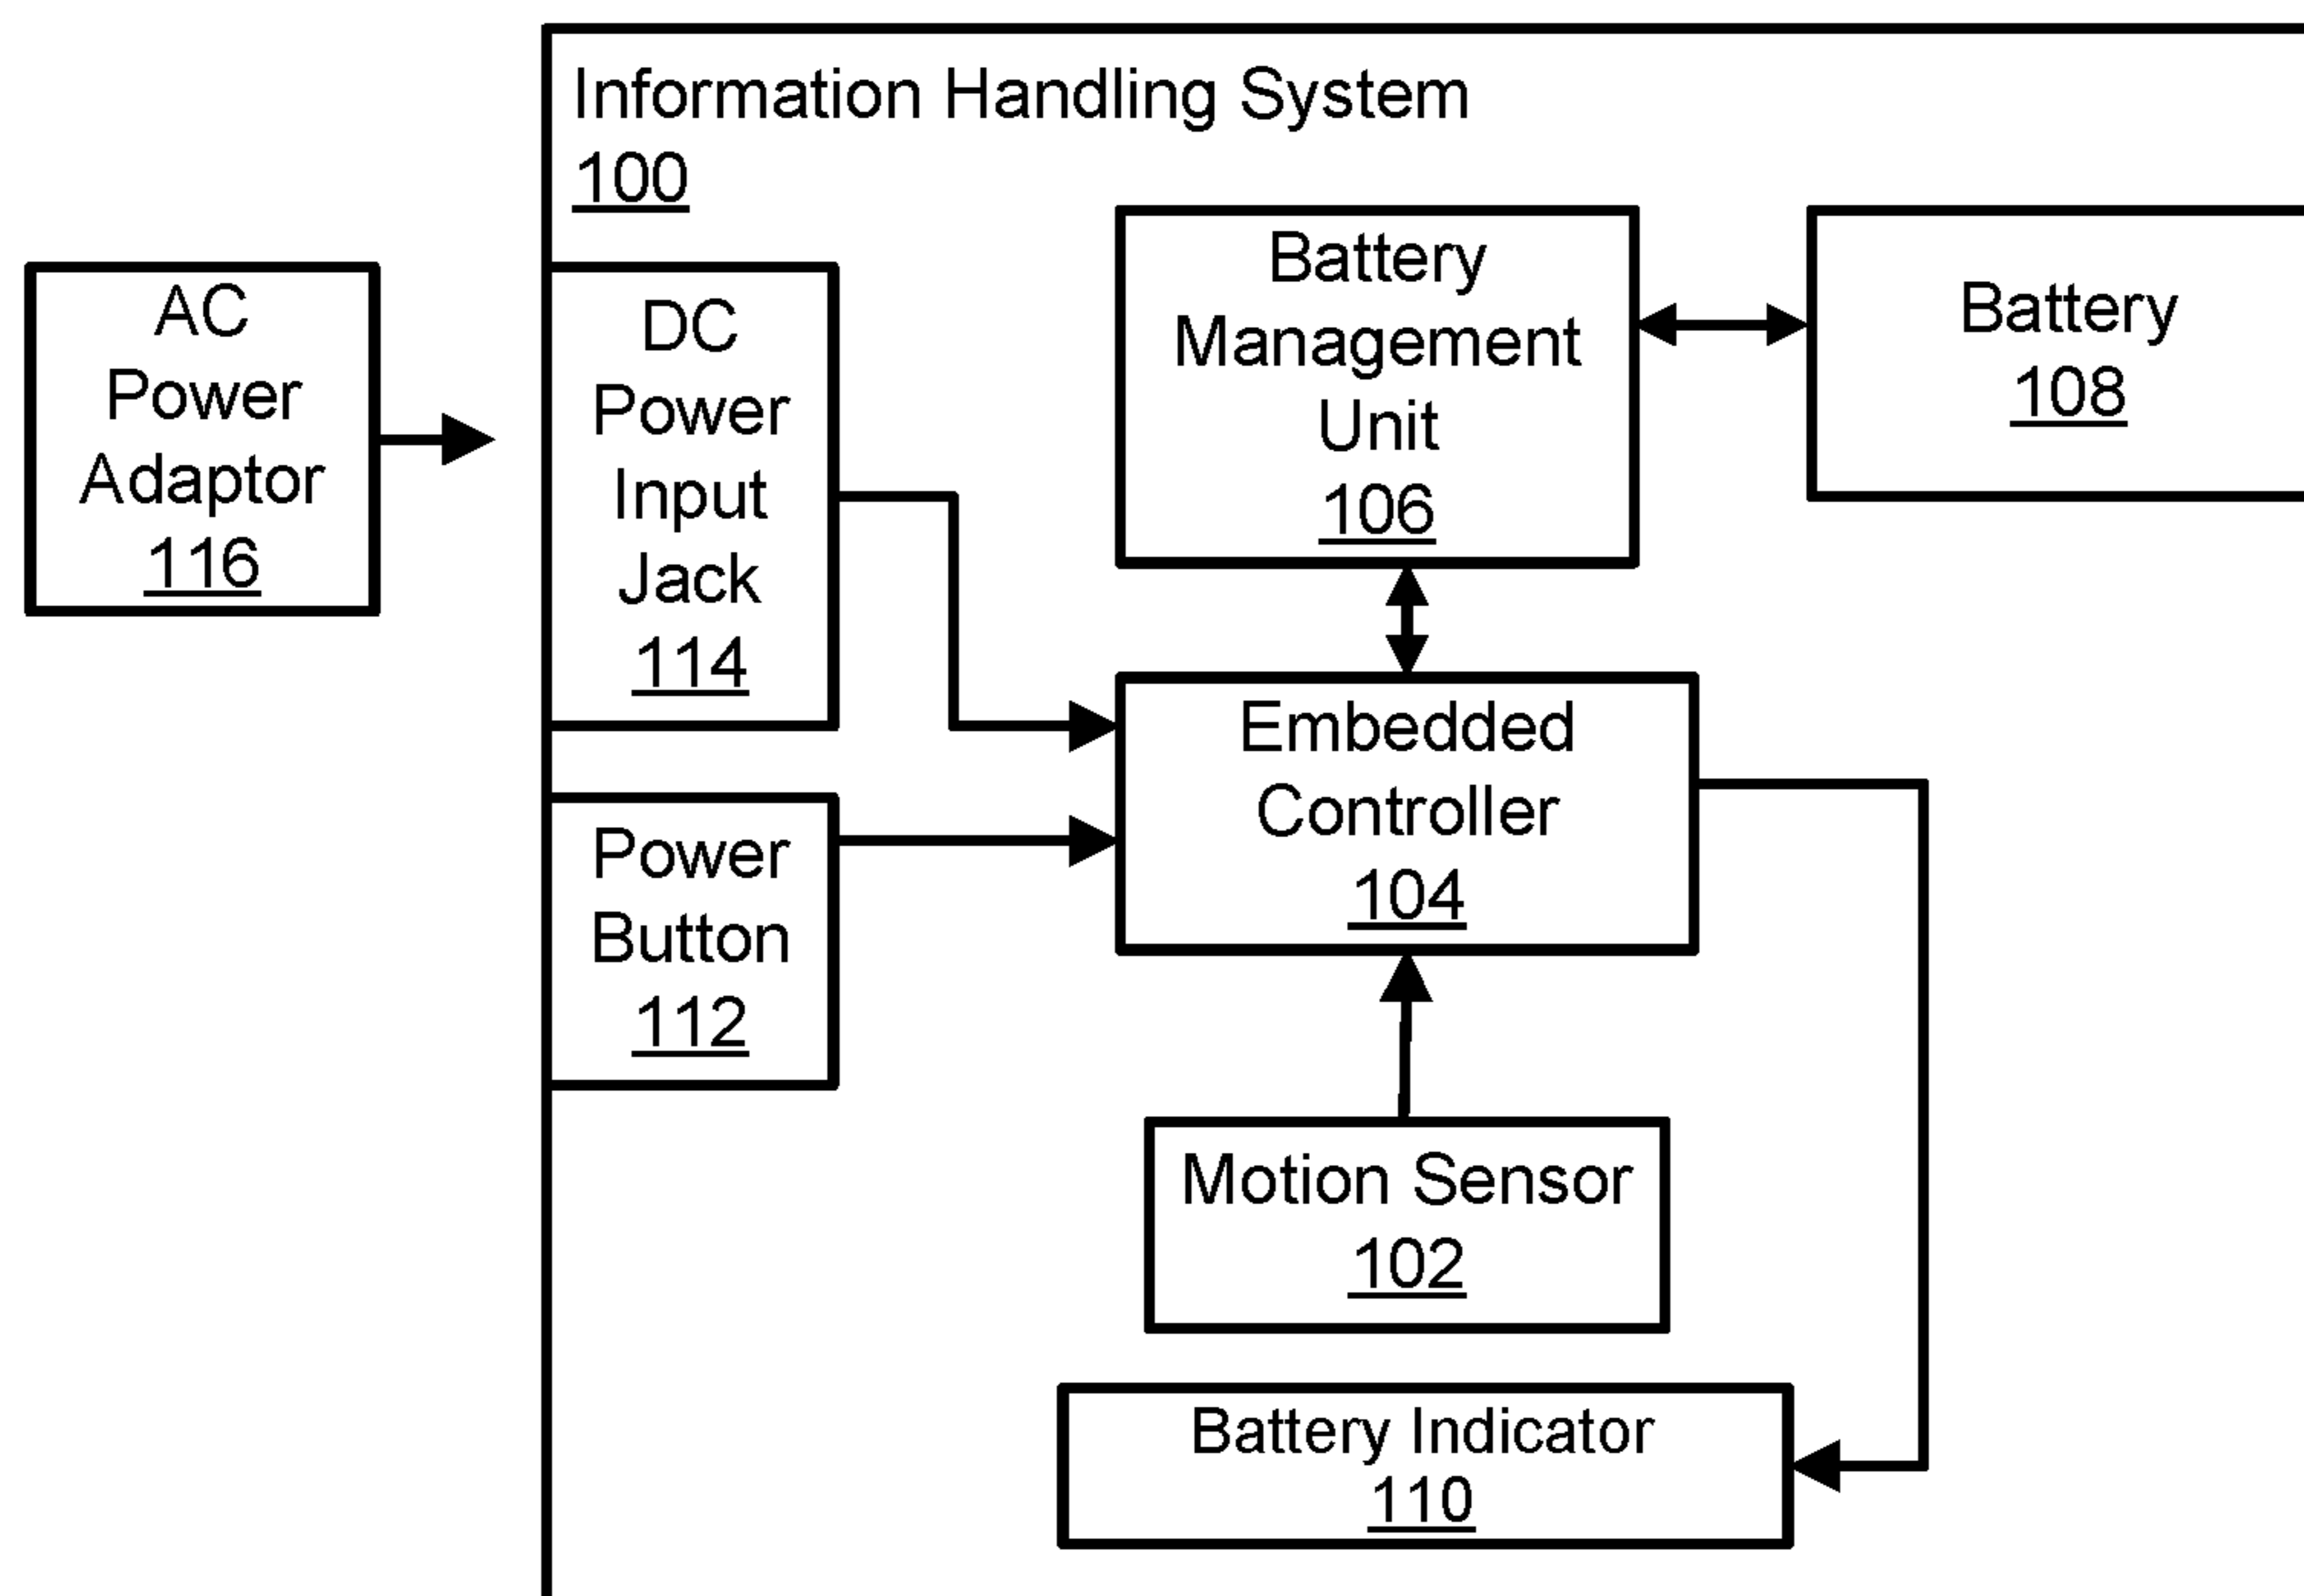 Information Handling System
100
AC
Power
Adaptor
116
DC
Power
Input
Jack
114
Battery
Management
Unit
106
Battery
108
Embedded
Controller
104
Power
Button
112
Motion Sensor
102
Battery Indicator
110